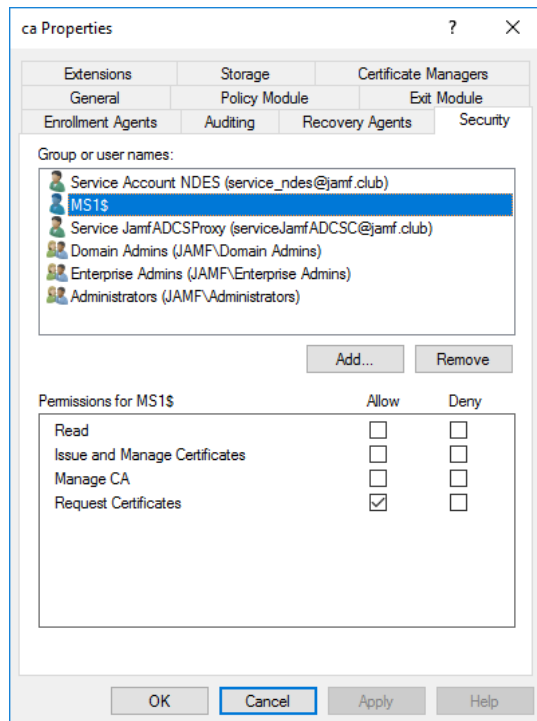 ca Properties ? ×
Extensions Storage Certificate Managers
General Policy Module Exit Module
Enrollment Agents Auditing Recovery Agents Security
Group or user names:
Service Account NDES (service_ndes@jamf.club)
MS1$
Service JamfADCSProxy (serviceJamfADCSC@jamf.club)
Domain Admins (JAMF\Domain Admins)
Enterprise Admins (JAMF\Enterprise Admins)
Administrators (JAMF\Administrators)
Add... Remove
Permissions for MS1$ Allow Deny
Read
Issue and Manage Certificates
Manage CA
Request Certificates
OK Cancel Apply Help